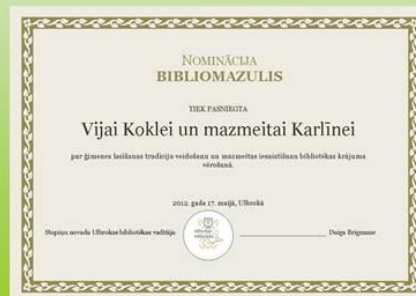 NOMINĀCIJA
BIBLIOMAZULIS
TIEK PASNIEGTA
Vijai Koklei un mazmeitai Karlīnei
par ģimenes lasīšanas tradīciju veidošanu un mazmeitas iesaistīšanu bibliotēkas krājuma
vērošanā.
2012. gada 17. maijā, Ulbrokā
Stopiņu novada Ulbrokas bibliotēkas vadītāja
Daiga Brigmane